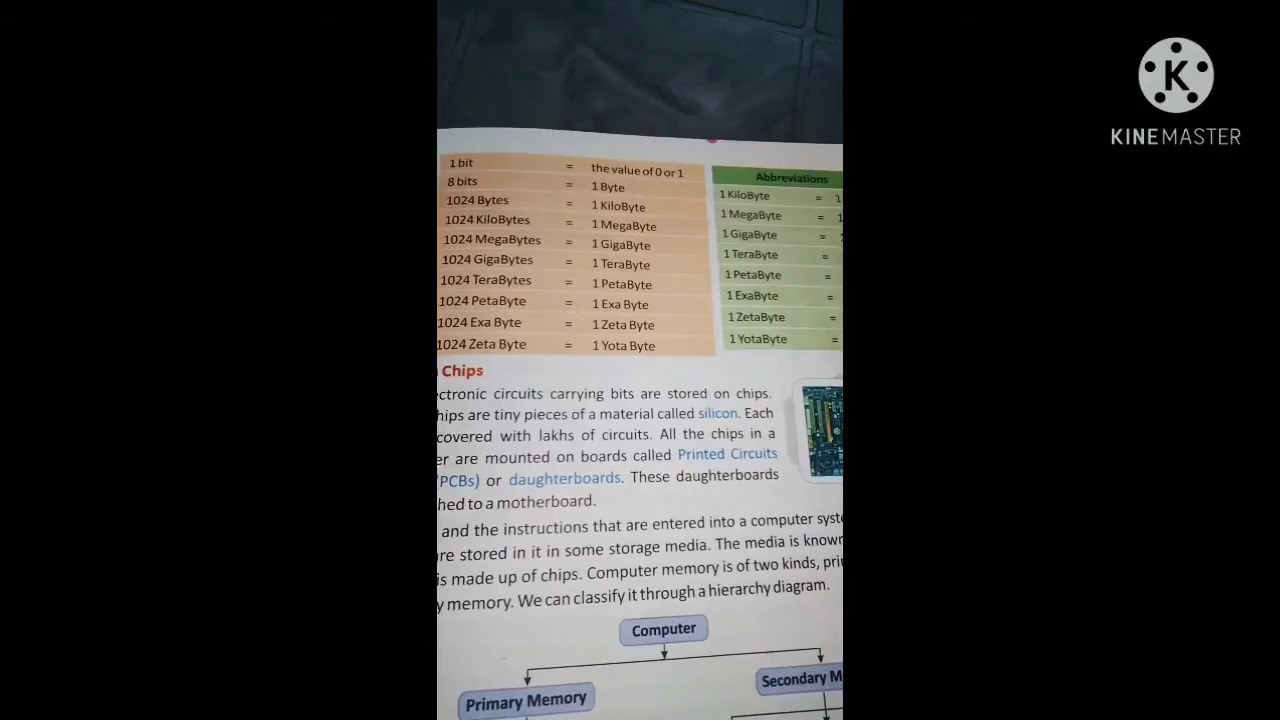 1 bit = the value of 0 or 1
8 bits = 1 Byte
1024 Bytes = 1 KiloByte
1024 KiloBytes = 1 MegaByte
1024 MegaBytes = 1 GigaByte
1024 GigaBytes = 1 TeraByte
1024 TeraBytes = 1 PetaByte
1024 PetaByte = 1 Exa Byte
1024 Exa Byte = 1 Zeta Byte
1024 Zeta Byte = 1 Yota Byte
Abbreviations
1 KiloByte = 1
1 MegaByte = 1
1 GigaByte =
1 TeraByte =
1 PetaByte =
1 ExaByte =
1 ZetaByte =
1 YotaByte =
Chips
ectronic circuits carrying bits are stored on chips.
hips are tiny pieces of a material called silicon. Each
covered with lakhs of circuits. All the chips in a
er are mounted on boards called Printed Circuits
(PCBs) or daughterboards. These daughterboards
hed to a motherboard.
and the instructions that are entered into a computer syst
re stored in it in some storage media. The media is known
is made up of chips. Computer memory is of two kinds, pri
y memory. We can classify it through a hierarchy diagram.
Computer
Primary Memory
Secondary M
KINEMASTER